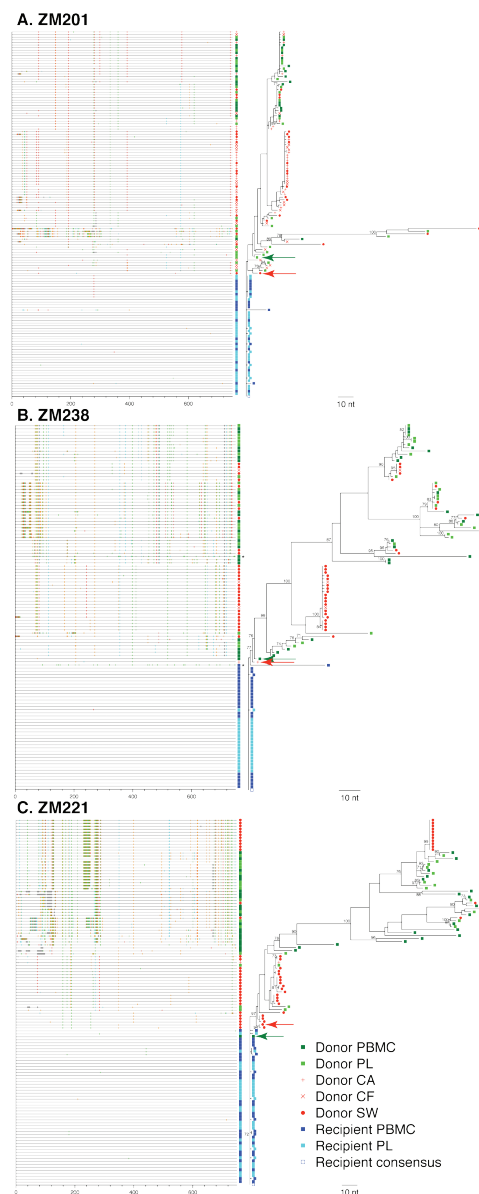 A. ZM201
0 200 400 600
10 nt
B. ZM238
0 200 400 600
10 nt
C. ZM221
Donor PBMC
Donor PL
Donor CA
Donor CF
Donor SW
Recipient PBMC
Recipient PL
Recipient consensus
0 200 400 600
10 nt